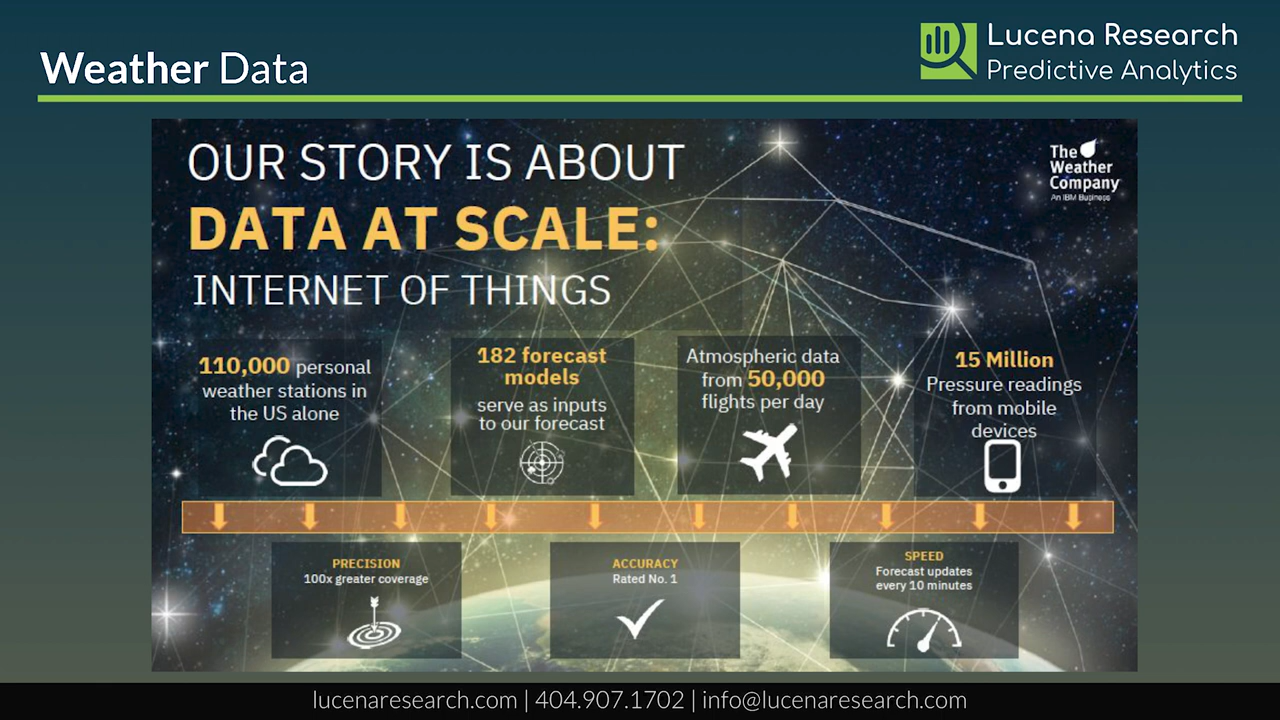 Weather Data
Lucena Research
Predictive Analytics
OUR STORY IS ABOUT
DATA AT SCALE:
INTERNET OF THINGS
The
Weather
Company
An IBM Business
110,000 personal
weather stations in
the US alone
182 forecast
models
serve as inputs
to our forecast
Atmospheric data
from 50,000
flights per day
15 Million
Pressure readings
from mobile
devices
PRECISION
100x greater coverage
ACCURACY
Rated No. 1
SPEED
Forecast updates
every 10 minutes
lucenaresearch.com | 404.907.1702 | info@lucenaresearch.com